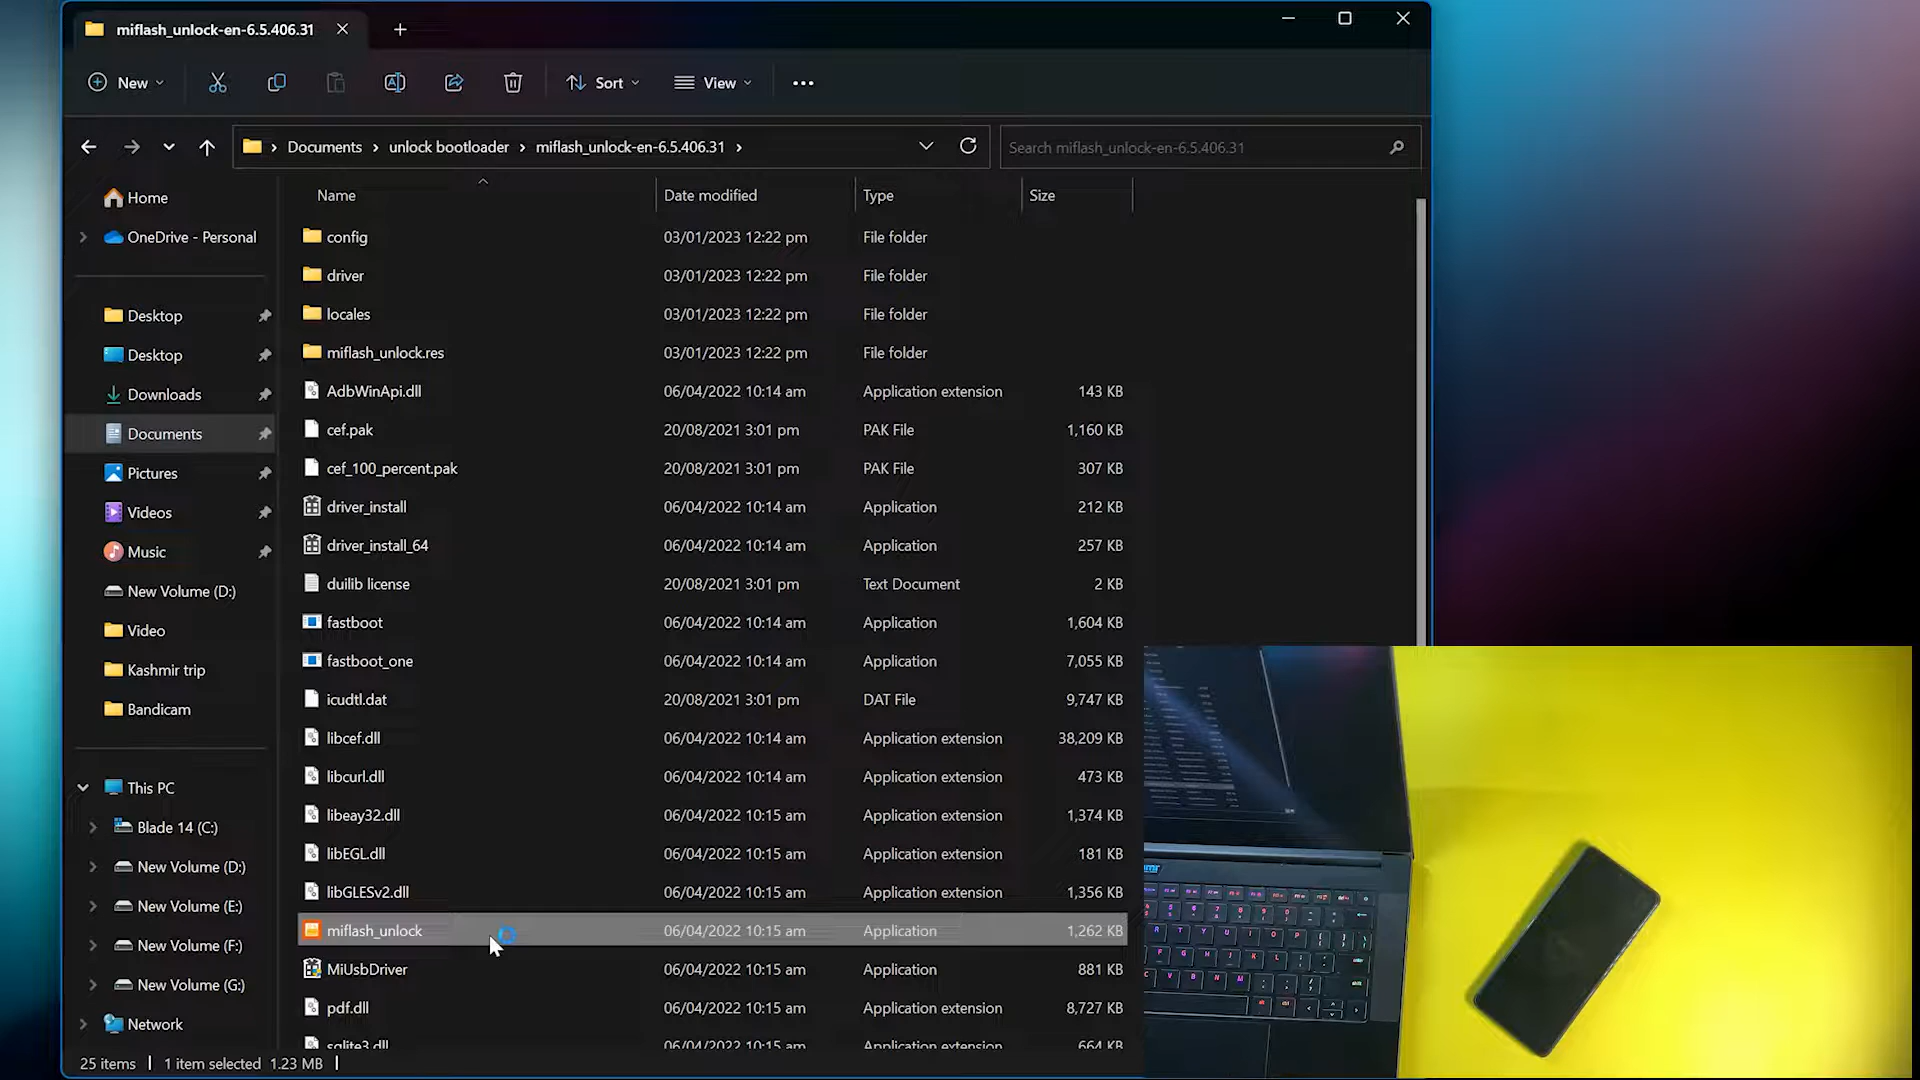 miflash_unlock-en-6.5.406.31
New Sort View
Documents unlock bootloader miflash_unlock-en-6.5.406.31 Search miflash_unlock-en-6.5.406.31
Home
OneDrive - Personal
Desktop
Desktop
Downloads
Documents
Pictures
Videos
Music
New Volume (D:)
Video
Kashmir trip
Bandicam
This PC
Blade 14 (C:)
New Volume (D:)
New Volume (E:)
New Volume (F:)
New Volume (G:)
Network
Name Date modified Type Size
config 03/01/2023 12:22 pm File folder
driver 03/01/2023 12:22 pm File folder
locales 03/01/2023 12:22 pm File folder
miflash_unlock.res 03/01/2023 12:22 pm File folder
AdbWinApi.dll 06/04/2022 10:14 am Application extension 143 KB
cef.pak 20/08/2021 3:01 pm PAK File 1,160 KB
cef_100_percent.pak 20/08/2021 3:01 pm PAK File 307 KB
driver_install 06/04/2022 10:14 am Application 212 KB
driver_install_64 06/04/2022 10:14 am Application 257 KB
duilib license 20/08/2021 3:01 pm Text Document 2 KB
fastboot 06/04/2022 10:14 am Application 1,604 KB
fastboot_one 06/04/2022 10:14 am Application 7,055 KB
icudtl.dat 20/08/2021 3:01 pm DAT File 9,747 KB
libcef.dll 06/04/2022 10:14 am Application extension 38,209 KB
libcurl.dll 06/04/2022 10:14 am Application extension 473 KB
libeay32.dll 06/04/2022 10:15 am Application extension 1,374 KB
libEGL.dll 06/04/2022 10:15 am Application extension 181 KB
libGLESv2.dll 06/04/2022 10:15 am Application extension 1,356 KB
miflash_unlock 06/04/2022 10:15 am Application 1,262 KB
MiUsbDriver 06/04/2022 10:15 am Application 881 KB
pdf.dll 06/04/2022 10:15 am Application extension 8,727 KB
sqlite3.dll 06/04/2022 10:15 am Application extension 664 KB
25 items 1 item selected 1.23 MB